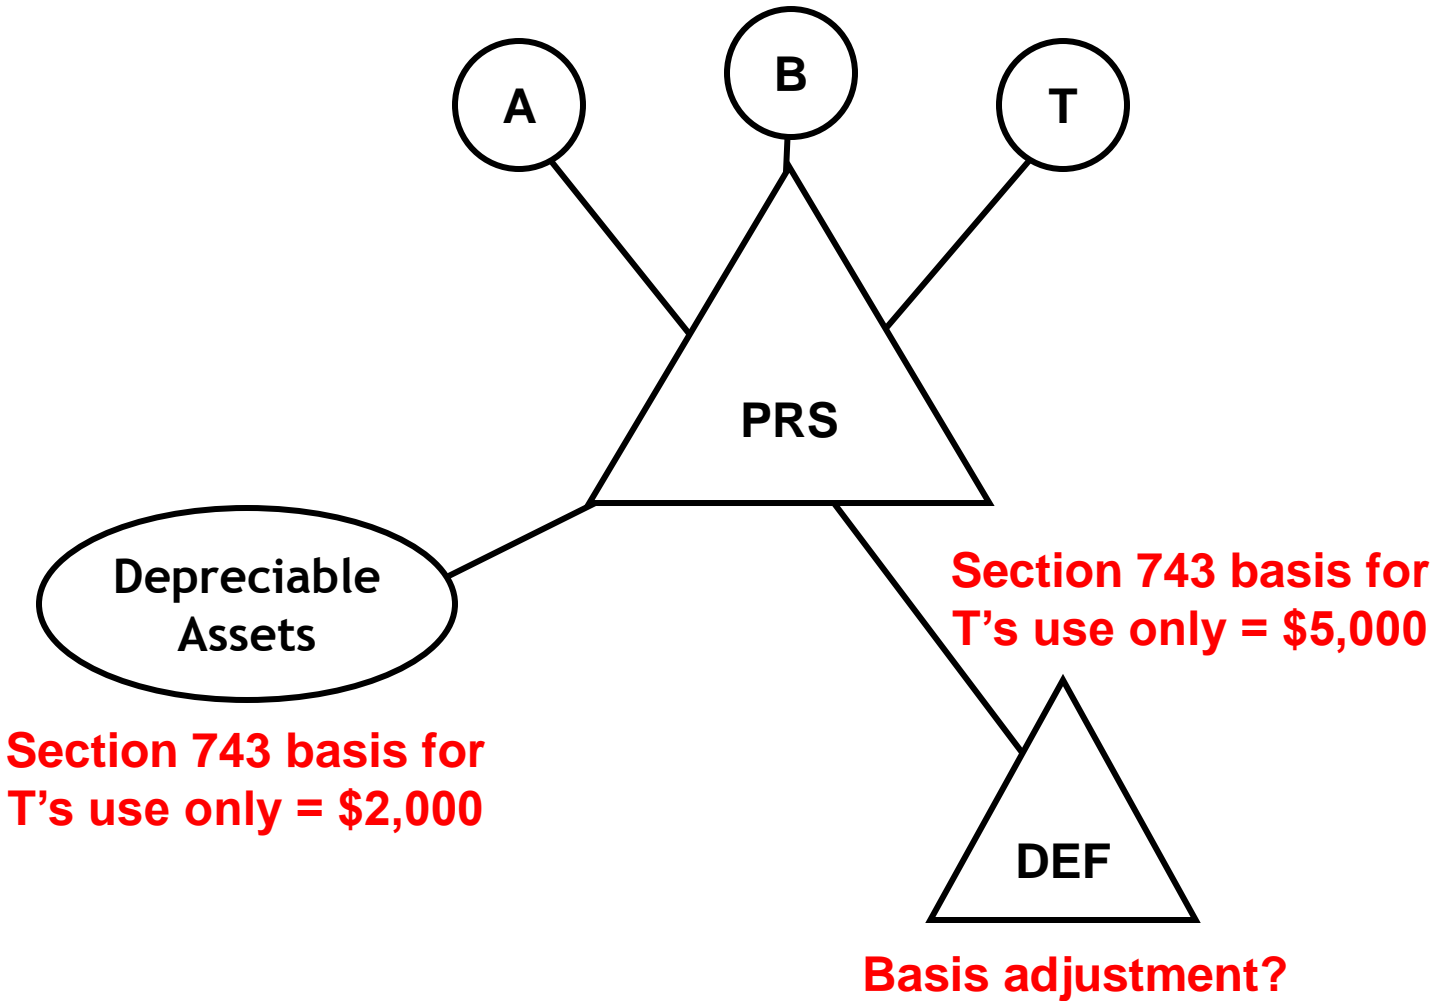 A
B
T
PRS
Depreciable
Assets
Section 743 basis for
T’s use only = $5,000
Section 743 basis for
T’s use only = $2,000
DEF
Basis adjustment?